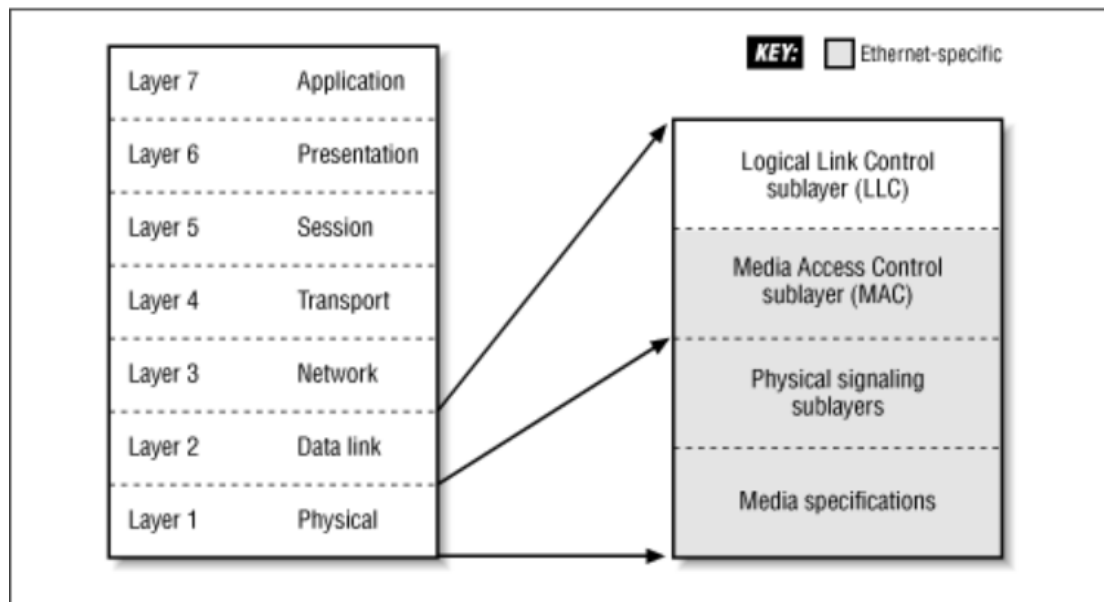 KEY: Ethernet-specific
Layer 7 Application
Layer 6 Presentation
Layer 5 Session
Layer 4 Transport
Layer 3 Network
Layer 2 Data link
Layer 1 Physical
Logical Link Control
sublayer (LLC)
Media Access Control
sublayer (MAC)
Physical signaling
sublayers
Media specifications